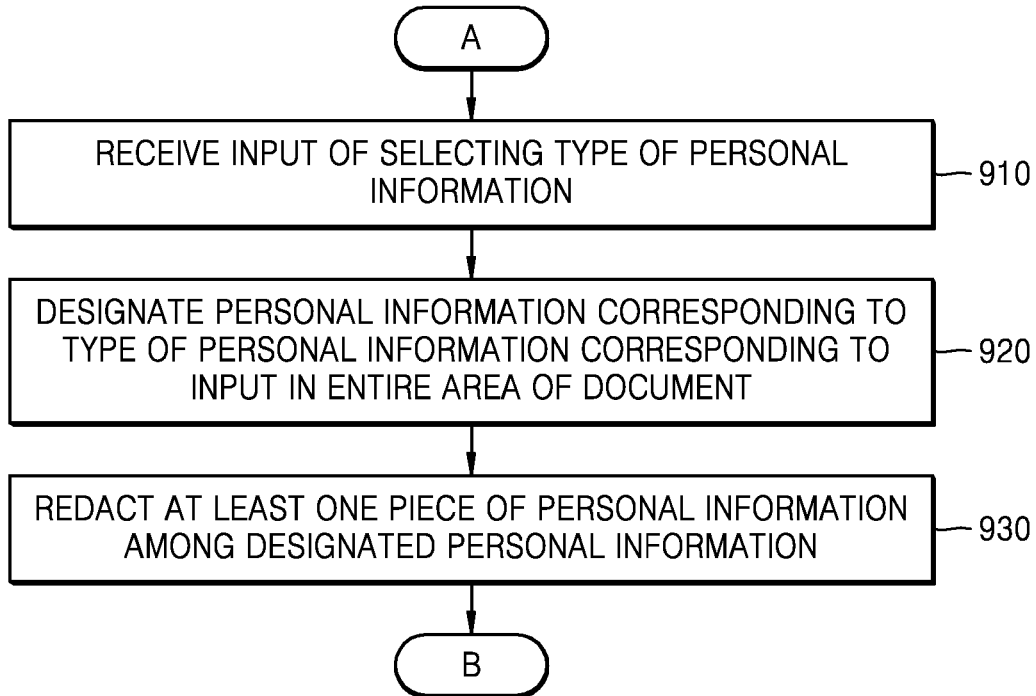 A
RECEIVE INPUT OF SELECTING TYPE OF PERSONAL
INFORMATION
910
DESIGNATE PERSONAL INFORMATION CORRESPONDING TO
TYPE OF PERSONAL INFORMATION CORRESPONDING TO
INPUT IN ENTIRE AREA OF DOCUMENT
920
REDACT AT LEAST ONE PIECE OF PERSONAL INFORMATION
AMONG DESIGNATED PERSONAL INFORMATION
930
B